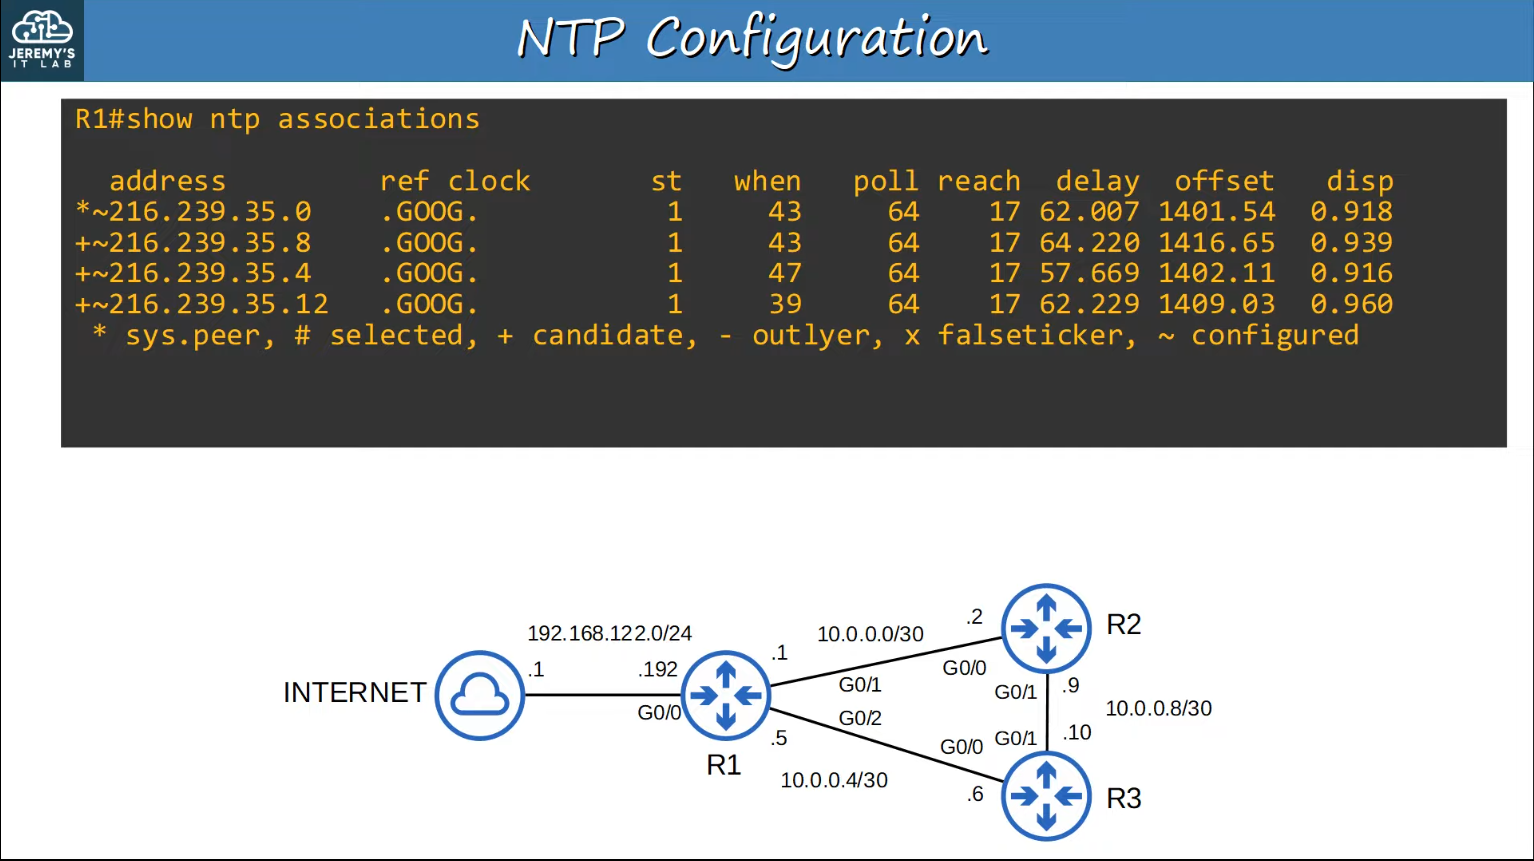 JEREMY'S
IT LAB
NTP Configuration
R1#show ntp associations
address ref clock st when poll reach delay offset disp
*~216.239.35.0 .GOOG. 1 43 64 17 62.007 1401.54 0.918
+~216.239.35.8 .GOOG. 1 43 64 17 64.220 1416.65 0.939
+~216.239.35.4 .GOOG. 1 47 64 17 57.669 1402.11 0.916
+~216.239.35.12 .GOOG. 1 39 64 17 62.229 1409.03 0.960
* sys.peer, # selected, + candidate, - outlyer, x falseticker, ~ configured
INTERNET
192.168.122.0/24
.1
.192
G0/0
R1
.1
10.0.0.0/30
.2
G0/1
G0/0
R2
G0/1
.9
10.0.0.8/30
G0/2
.5
10.0.0.4/30
G0/0
G0/1
.10
.6
R3